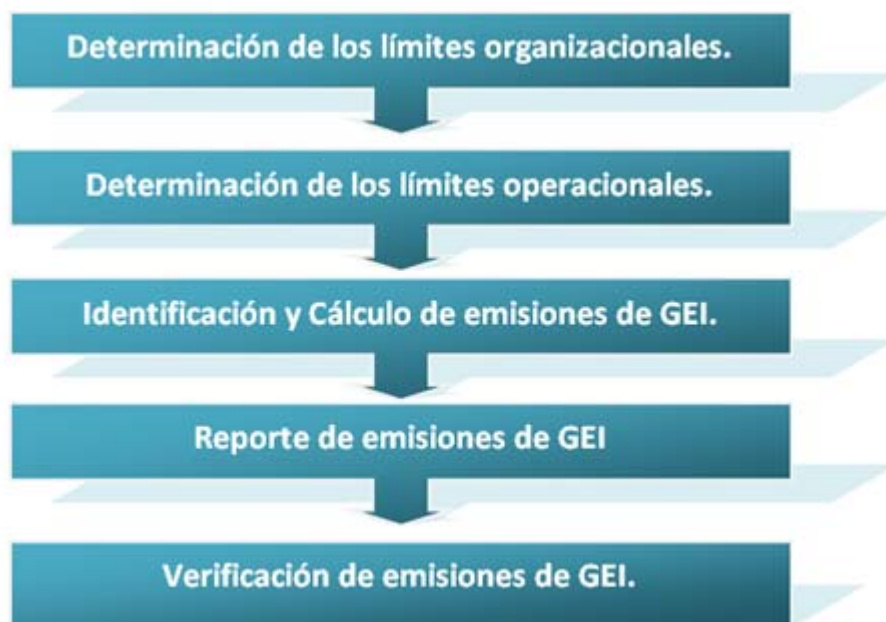 Determinación de los límites organizacionales.
Determinación de los límites operacionales.
Identificación y Cálculo de emisiones de GEI.
Reporte de emisiones de GEI
Verificación de emisiones de GEI.